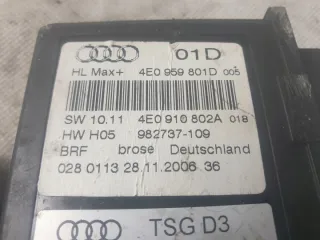 01D
HL Max+ 4E0 959 801D 005
SW 10.11 4E0 910 802A 018
HW H05 982737-109
BRF brose Deutschland
028 0113 28.11.2006 36
TSG D3